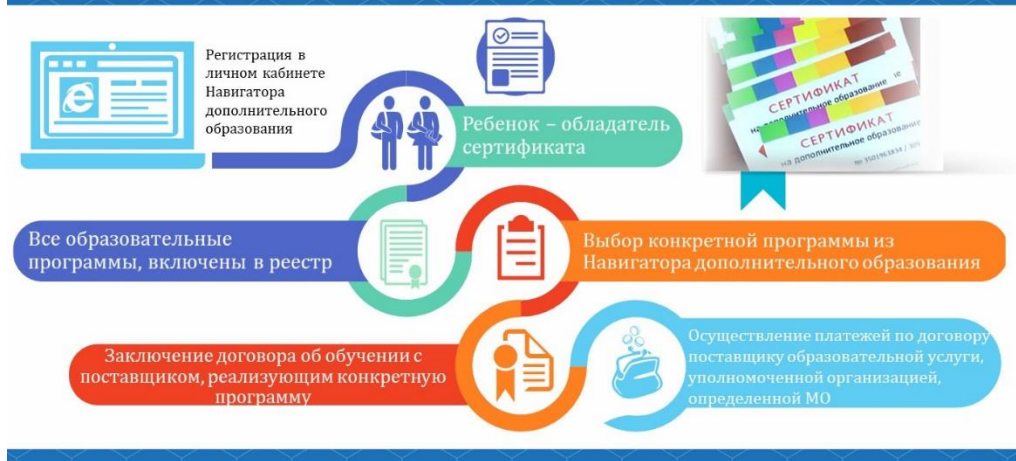 Регистрация в
личном кабинете
Навигатора
дополнительного
образования
Ребенок – обладатель
сертификата
СЕРТИФИКАТ
на дополнительное образование
СЕРТИФИКАТ
на дополнительное образование
Все образовательные
программы, включены в реестр
Выбор конкретной программы из
Навигатора дополнительного образования
Заключение договора об обучении с
поставщиком, реализующим конкретную
программу
Осуществление платежей по договору
поставщику образовательной услуги,
уполномоченной организацией,
определенной МО